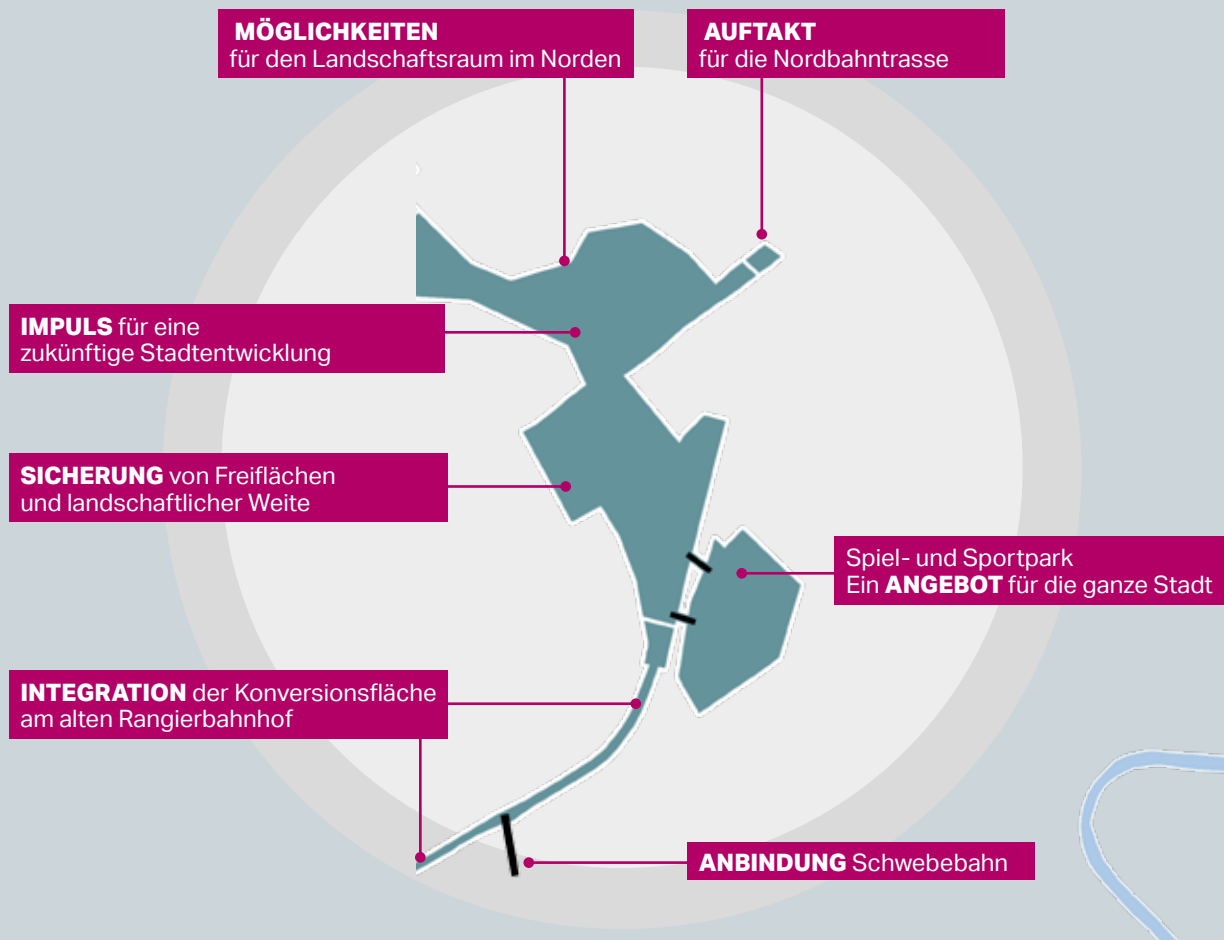 MÖGLICHKEITEN
für den Landschaftsraum im Norden
AUFTAKT
für die Nordbahntrasse
IMPULS für eine
zukünftige Stadtentwicklung
SICHERUNG von Freiflächen
und landschaftlicher Weite
Spiel- und Sportpark
Ein ANGEBOT für die ganze Stadt
INTEGRATION der Konversionsfläche
am alten Rangierbahnhof
ANBINDUNG Schwebebahn